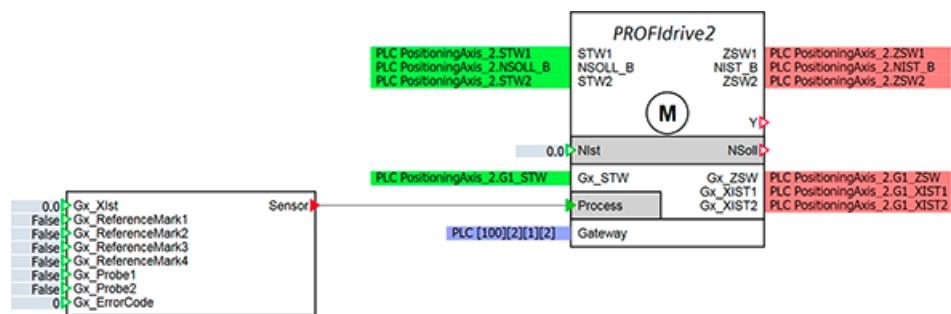 PROFIdrive2
PLC PositioningAxis_2.STW1 STW1 ZSW1 PLC PositioningAxis_2.ZSW1
PLC PositioningAxis_2.NSOLL_B NSOLL_B NIST_B PLC PositioningAxis_2.NIST_B
PLC PositioningAxis_2.STW2 STW2 ZSW2 PLC PositioningAxis_2.ZSW2
M
Y
0.0 NIst NSoll
PLC PositioningAxis_2.G1_STW Gx_STW Gx_ZSW PLC PositioningAxis_2.G1_ZSW
Gx_XIST1 PLC PositioningAxis_2.G1_XIST1
Process Gx_XIST2 PLC PositioningAxis_2.G1_XIST2
PLC [100][2][1][2] Gateway
0.0 Gx_XIst Sensor
False Gx_ReferenceMark1
False Gx_ReferenceMark2
False Gx_ReferenceMark3
False Gx_ReferenceMark4
False Gx_Probe1
False Gx_Probe2
0 Gx_ErrorCode